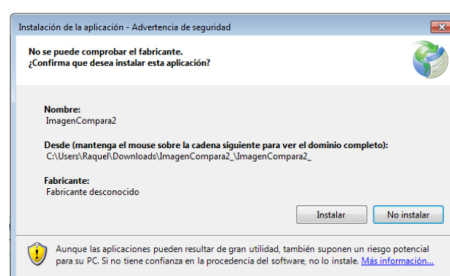 Instalación de la aplicación - Advertencia de seguridad
No se puede comprobar el fabricante.
¿Confirma que desea instalar esta aplicación?
Nombre:
ImagenCompara2
Desde (mantenga el mouse sobre la cadena siguiente para ver el dominio completo):
C:\Users\Raquel\Downloads\ImagenCompara2_\ImagenCompara2_
Fabricante:
Fabricante desconocido
Instalar
No instalar
Aunque las aplicaciones pueden resultar de gran utilidad, también suponen un riesgo potencial
para su PC. Si no tiene confianza en la procedencia del software, no lo instale. Más información...